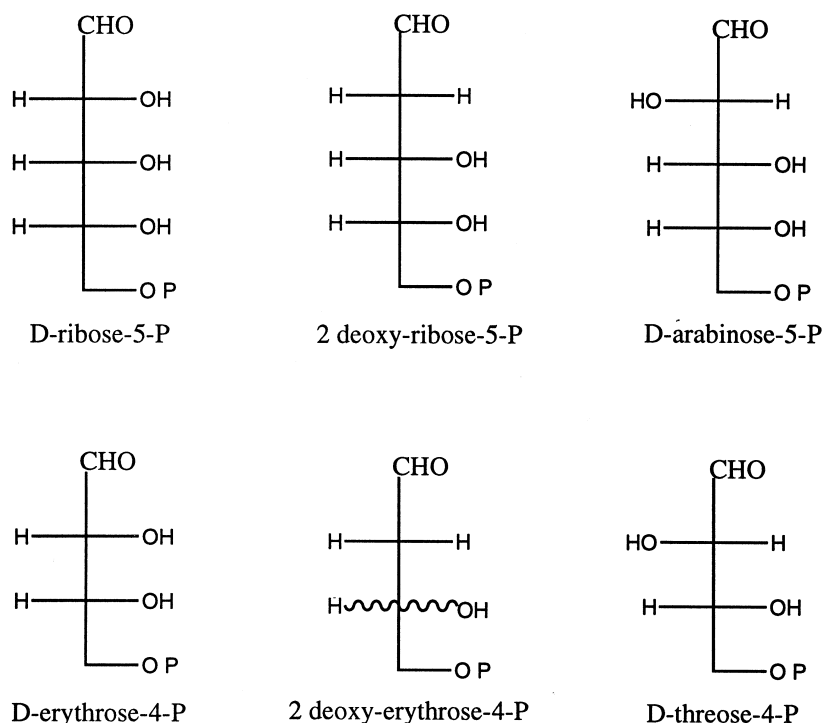 CHO CHO CHO
H OH H H HO H
H OH H OH H OH
H OH H OH H OH
O P O P O P
D-ribose-5-P 2 deoxy-ribose-5-P D-arabinose-5-P
CHO CHO CHO
H OH H H HO H
H OH H OH H OH
O P O P O P
D-erythrose-4-P 2 deoxy-erythrose-4-P D-threose-4-P